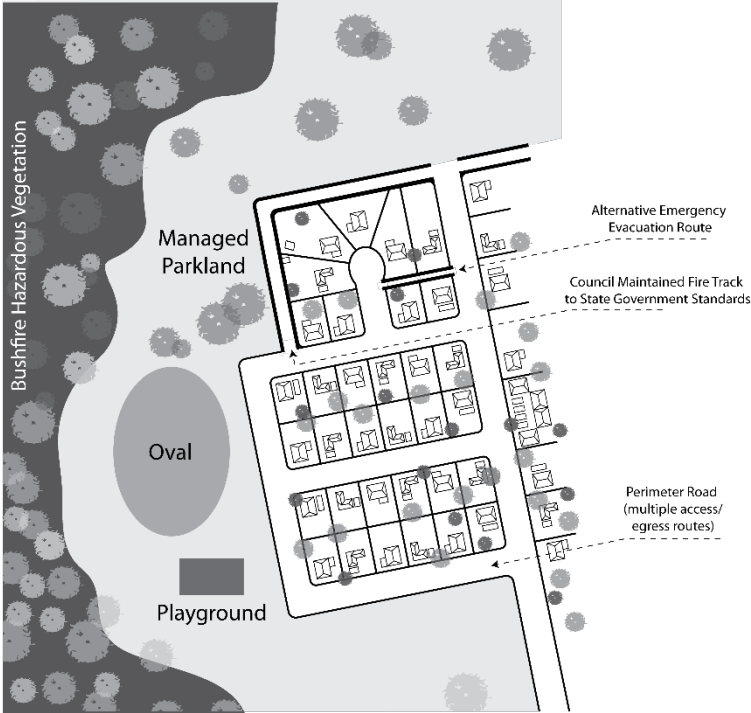 Bushfire Hazardous Vegetation
Managed
Parkland
Alternative Emergency
Evacuation Route
Council Maintained Fire Track
to State Government Standards
Oval
Perimeter Road
(multiple access/
egress routes)
Playground